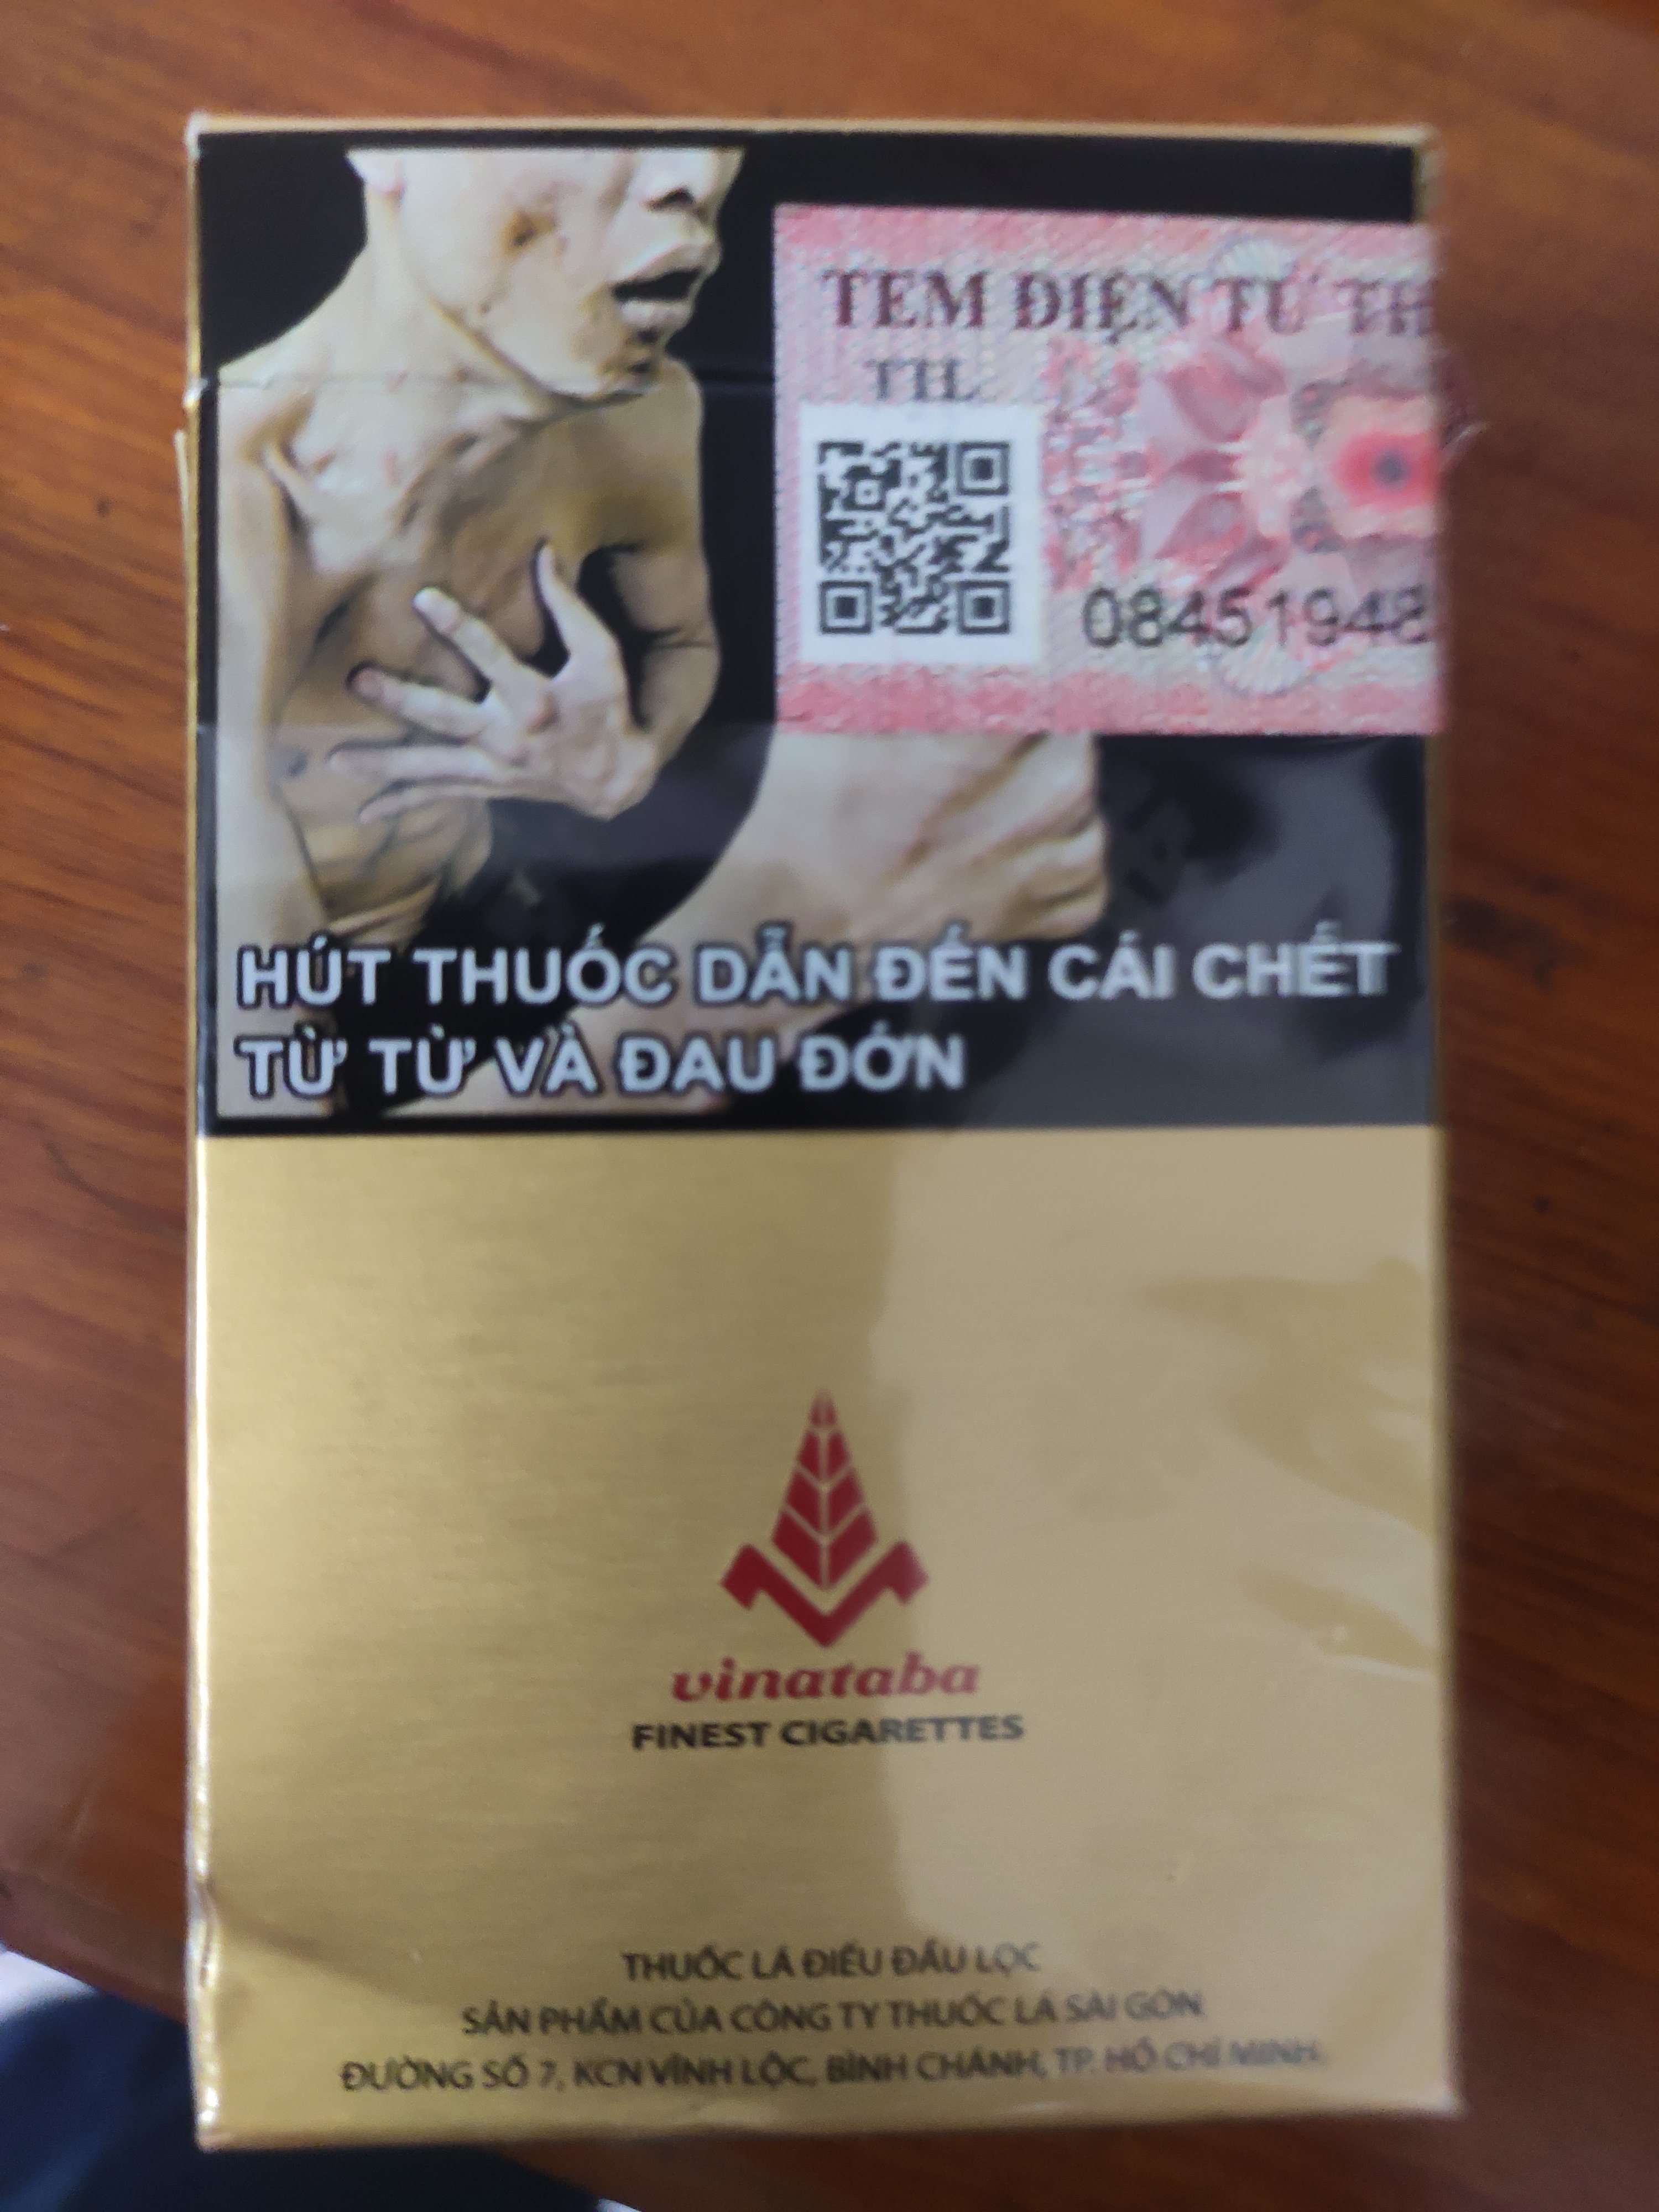 TEM ĐIỆN TỬ
08451948
HÚT THUỐC DẪN ĐẾN CÁI CHẾT
TỪ TỪ VÀ ĐAU ĐỚN
vinataba
FINEST CIGARETTES
THUỐC LÁ ĐIẾU ĐẦU LỌC
SẢN PHẨM CỦA CÔNG TY THUỐC LÁ SÀI GÒN
ĐƯỜNG SỐ 7, KCN VĨNH LỘC, BÌNH CHÁNH, TP. HỒ CHÍ MINH